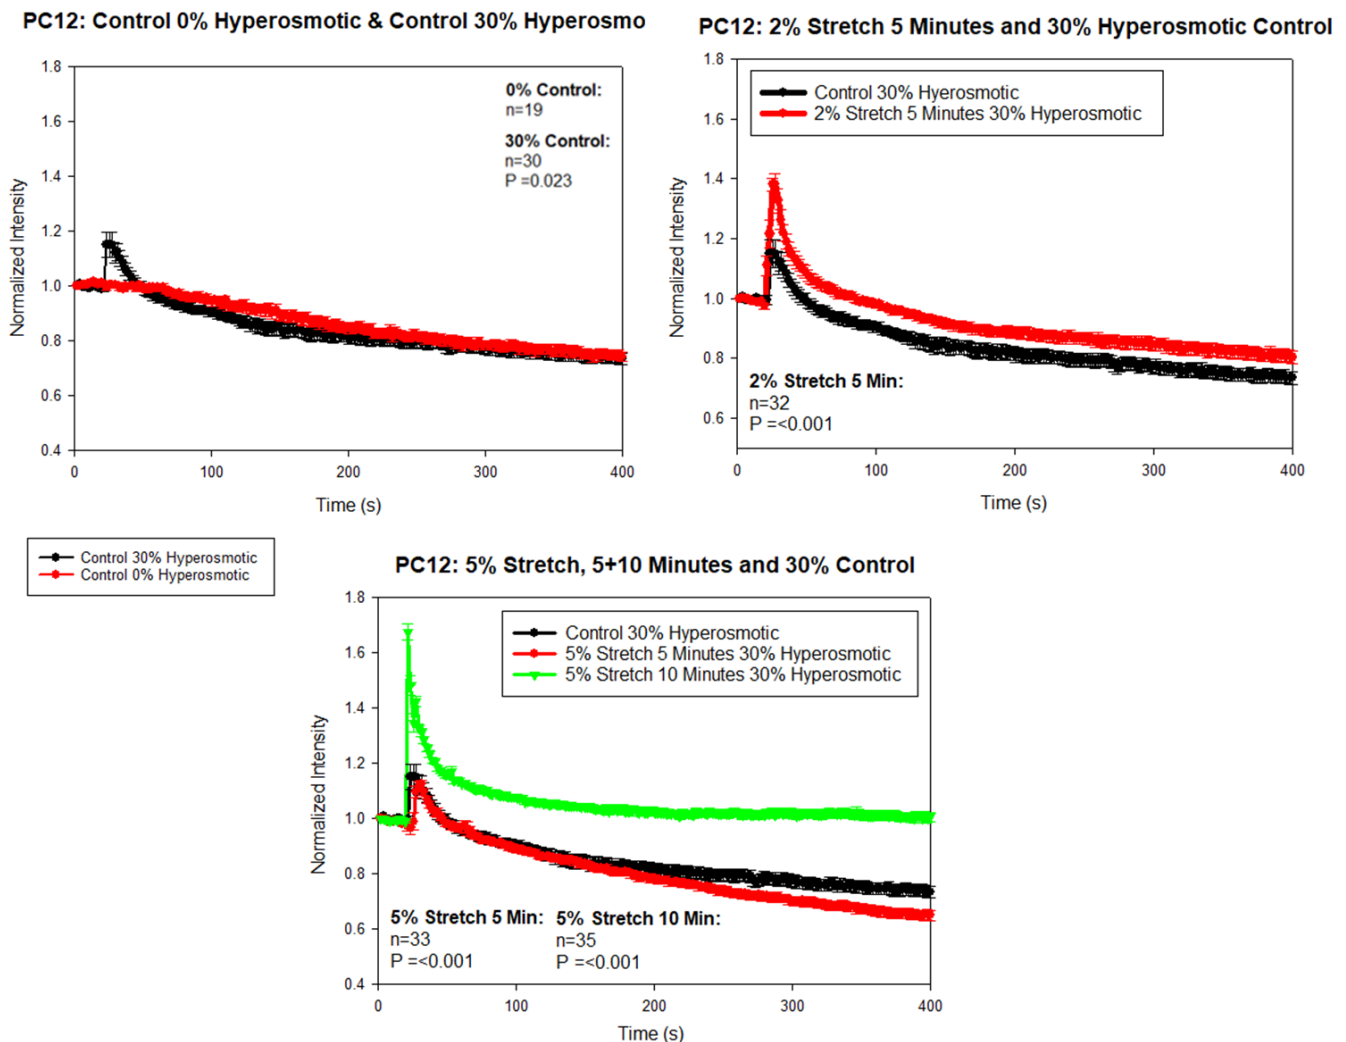 PC12: Control 0% Hyperosmotic & Control 30% Hyperosmo
1.8
1.6
1.4
1.2
1.0
0.8
0.6
0.4
Normalized Intensity
0% Control:
n=19
30% Control:
n=30
P =0.023
0
100
200
300
400
Time (s)
Control 30% Hyperosmotic
Control 0% Hyperosmotic
PC12: 2% Stretch 5 Minutes and 30% Hyperosmotic Control
1.8
1.6
1.4
1.2
1.0
0.8
0.6
Normalized Intensity
Control 30% Hyerosmotic
2% Stretch 5 Minutes 30% Hyperosmotic
2% Stretch 5 Min:
n=32
P =<0.001
0
100
200
300
400
Time (s)
PC12: 5% Stretch, 5+10 Minutes and 30% Control
1.8
1.6
1.4
1.2
1.0
0.8
0.6
0.4
Normalized Intensity
Control 30% Hyperosmotic
5% Stretch 5 Minutes 30% Hyperosmotic
5% Stretch 10 Minutes 30% Hyperosmotic
5% Stretch 5 Min:
n=33
P =<0.001
5% Stretch 10 Min:
n=35
P =<0.001
0
100
200
300
400
Time (s)